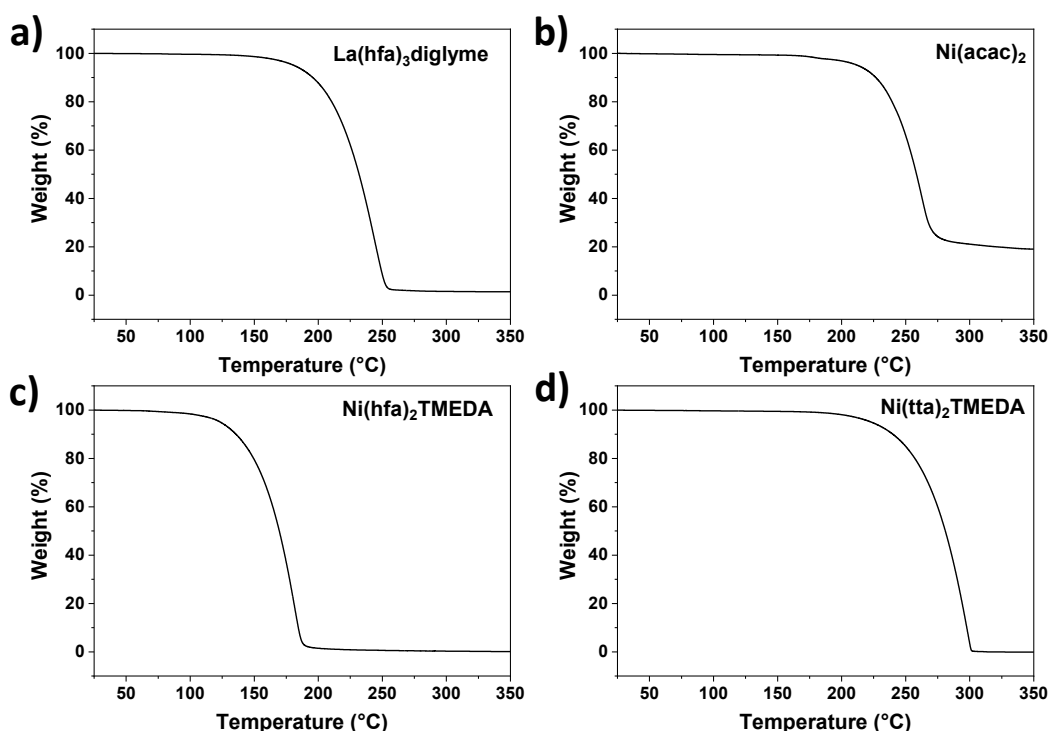 a)
La(hfa)₃diglyme
Weight (%)
100
80
60
40
20
0
50 100 150 200 250 300 350
Temperature (°C)
b)
Ni(acac)₂
Weight (%)
100
80
60
40
20
0
50 100 150 200 250 300 350
Temperature (°C)
c)
Ni(hfa)₂TMEDA
Weight (%)
100
80
60
40
20
0
50 100 150 200 250 300 350
Temperature (°C)
d)
Ni(tta)₂TMEDA
Weight (%)
100
80
60
40
20
0
50 100 150 200 250 300 350
Temperature (°C)